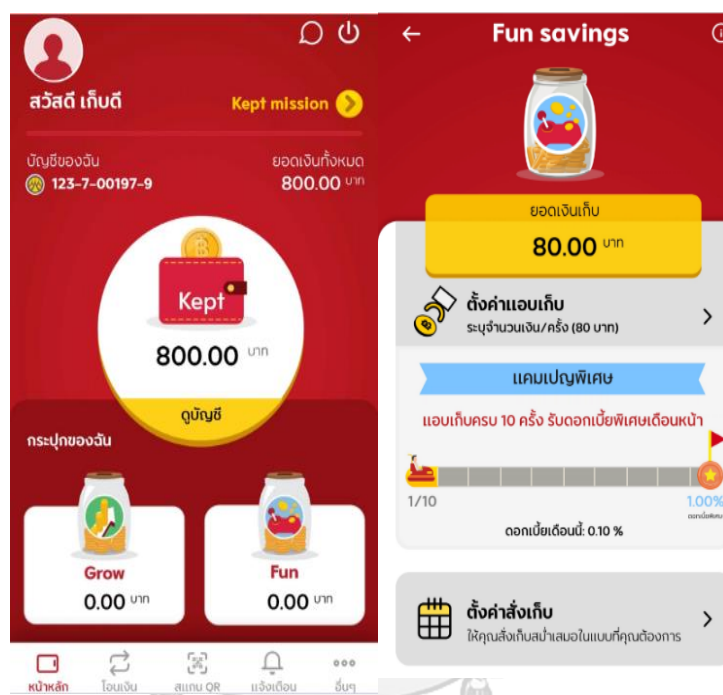 สวัสดี เก็บดี
Kept mission
บัญชีของฉัน
ยอดเงินทั้งหมด
123-7-00197-9
800.00 บาท
Kept
800.00 บาท
ดูบัญชี
กระปุกของฉัน
Grow
0.00 บาท
Fun
0.00 บาท
หน้าหลัก
โอนเงิน
สแกน QR
แจ้งเตือน
อื่นๆ
Fun savings
ยอดเงินเก็บ
80.00 บาท
ตั้งค่าแอบเก็บ
ระบุจำนวนเงิน/ครั้ง (80 บาท)
แคมเปญพิเศษ
แอบเก็บครบ 10 ครั้ง รับดอกเบี้ยพิเศษเดือนหน้า
1/10
1.00%
ดอกเบี้ยพิเศษ
ดอกเบี้ยเดือนนี้: 0.10 %
ตั้งค่าสั่งเก็บ
ให้คุณสั่งเก็บสม่ำเสมอในแบบที่คุณต้องการ